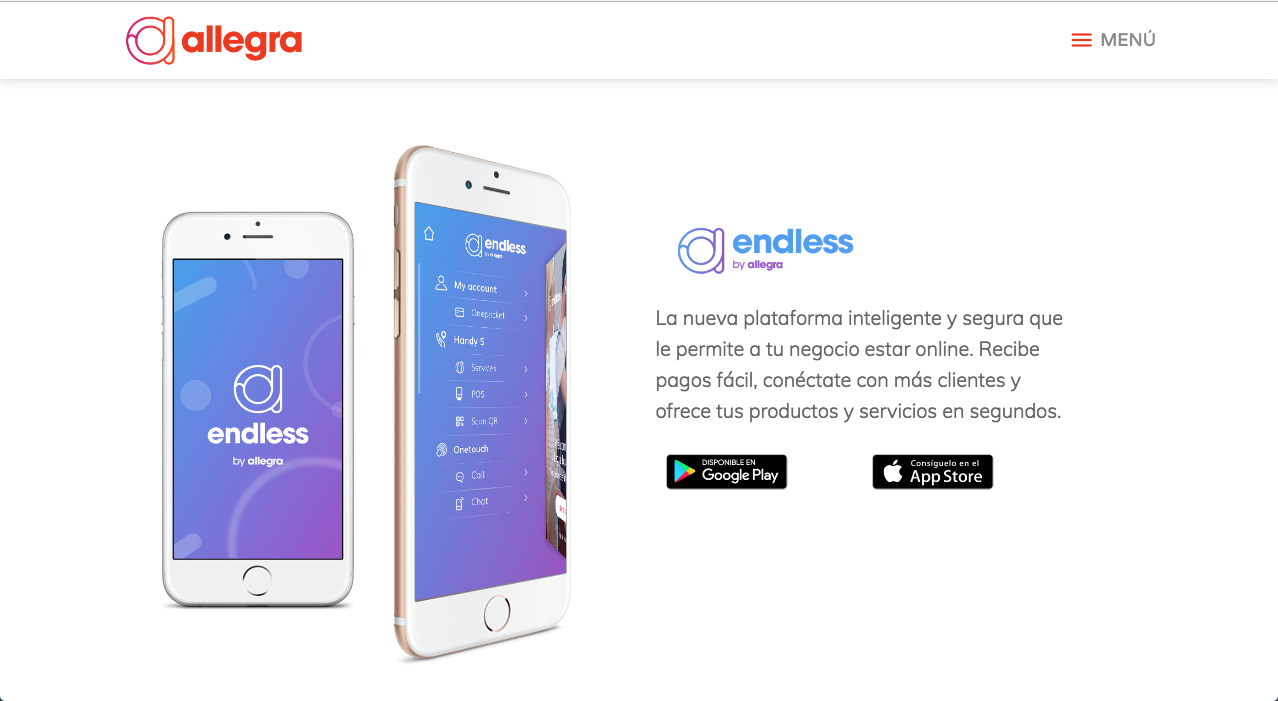 allegra
MENÚ
endless
by allegra
endless
by allegra
My account
Onepocket
Handy S
Services
POS
Scan QR
Onetouch
Call
Chat
endless
by allegra
La nueva plataforma inteligente y segura que
le permite a tu negocio estar online. Recibe
pagos fácil, conéctate con más clientes y
ofrece tus productos y servicios en segundos.
DISPONIBLE EN
Google Play
Consíguelo en el
App Store